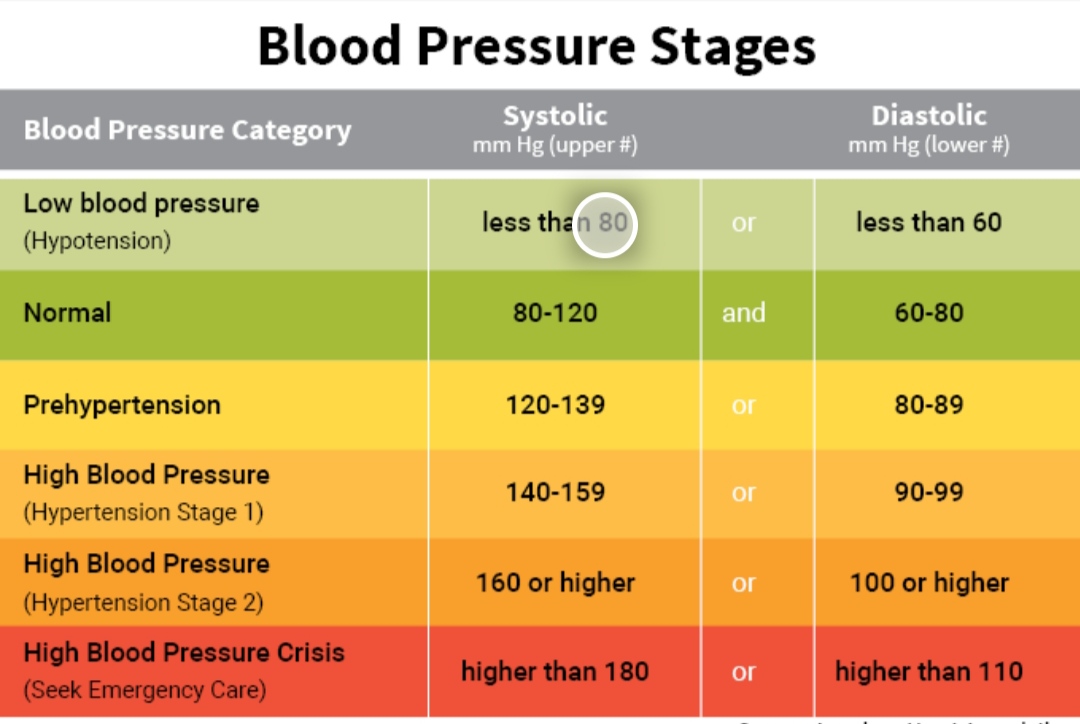 Blood Pressure Stages
Blood Pressure Category
Systolic
mm Hg (upper #)
Diastolic
mm Hg (lower #)
Low blood pressure
(Hypotension)
less than 80
or
less than 60
Normal
80-120
and
60-80
Prehypertension
120-139
or
80-89
High Blood Pressure
(Hypertension Stage 1)
140-159
or
90-99
High Blood Pressure
(Hypertension Stage 2)
160 or higher
or
100 or higher
High Blood Pressure Crisis
(Seek Emergency Care)
higher than 180
or
higher than 110